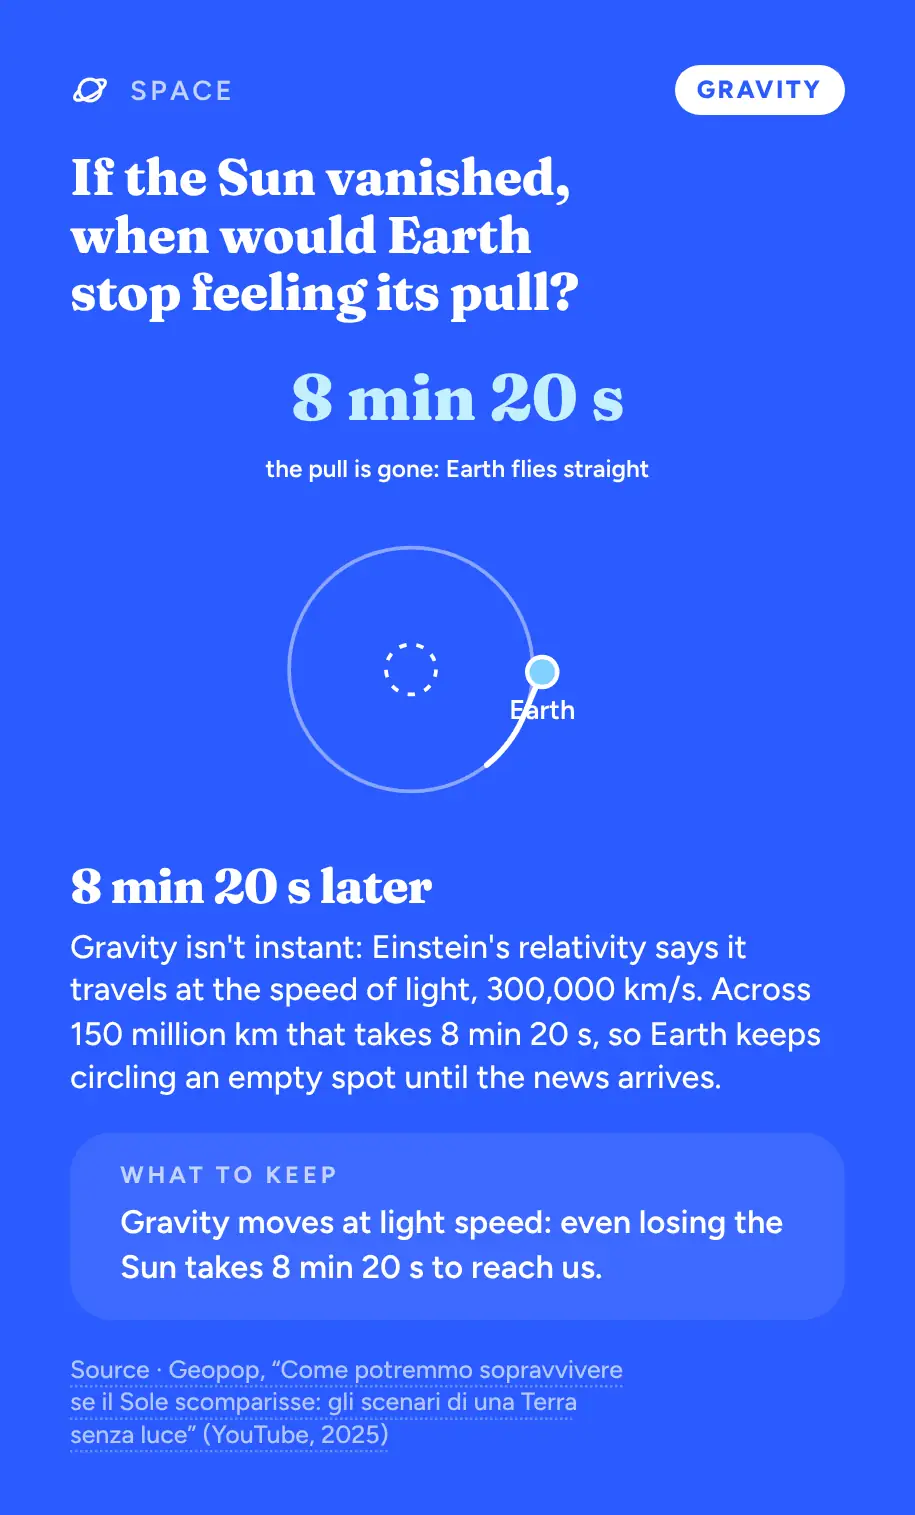 SPACE
GRAVITY
If the Sun vanished,
when would Earth
stop feeling its pull?
8 min 20 s
the pull is gone: Earth flies straight
Earth
8 min 20 s later
Gravity isn't instant: Einstein's relativity says it
travels at the speed of light, 300,000 km/s. Across
150 million km that takes 8 min 20 s, so Earth keeps
circling an empty spot until the news arrives.
WHAT TO KEEP
Gravity moves at light speed: even losing the
Sun takes 8 min 20 s to reach us.
Source · Geopop, “Come potremmo sopravvivere
se il Sole scomparisse: gli scenari di una Terra
senza luce” (YouTube, 2025)